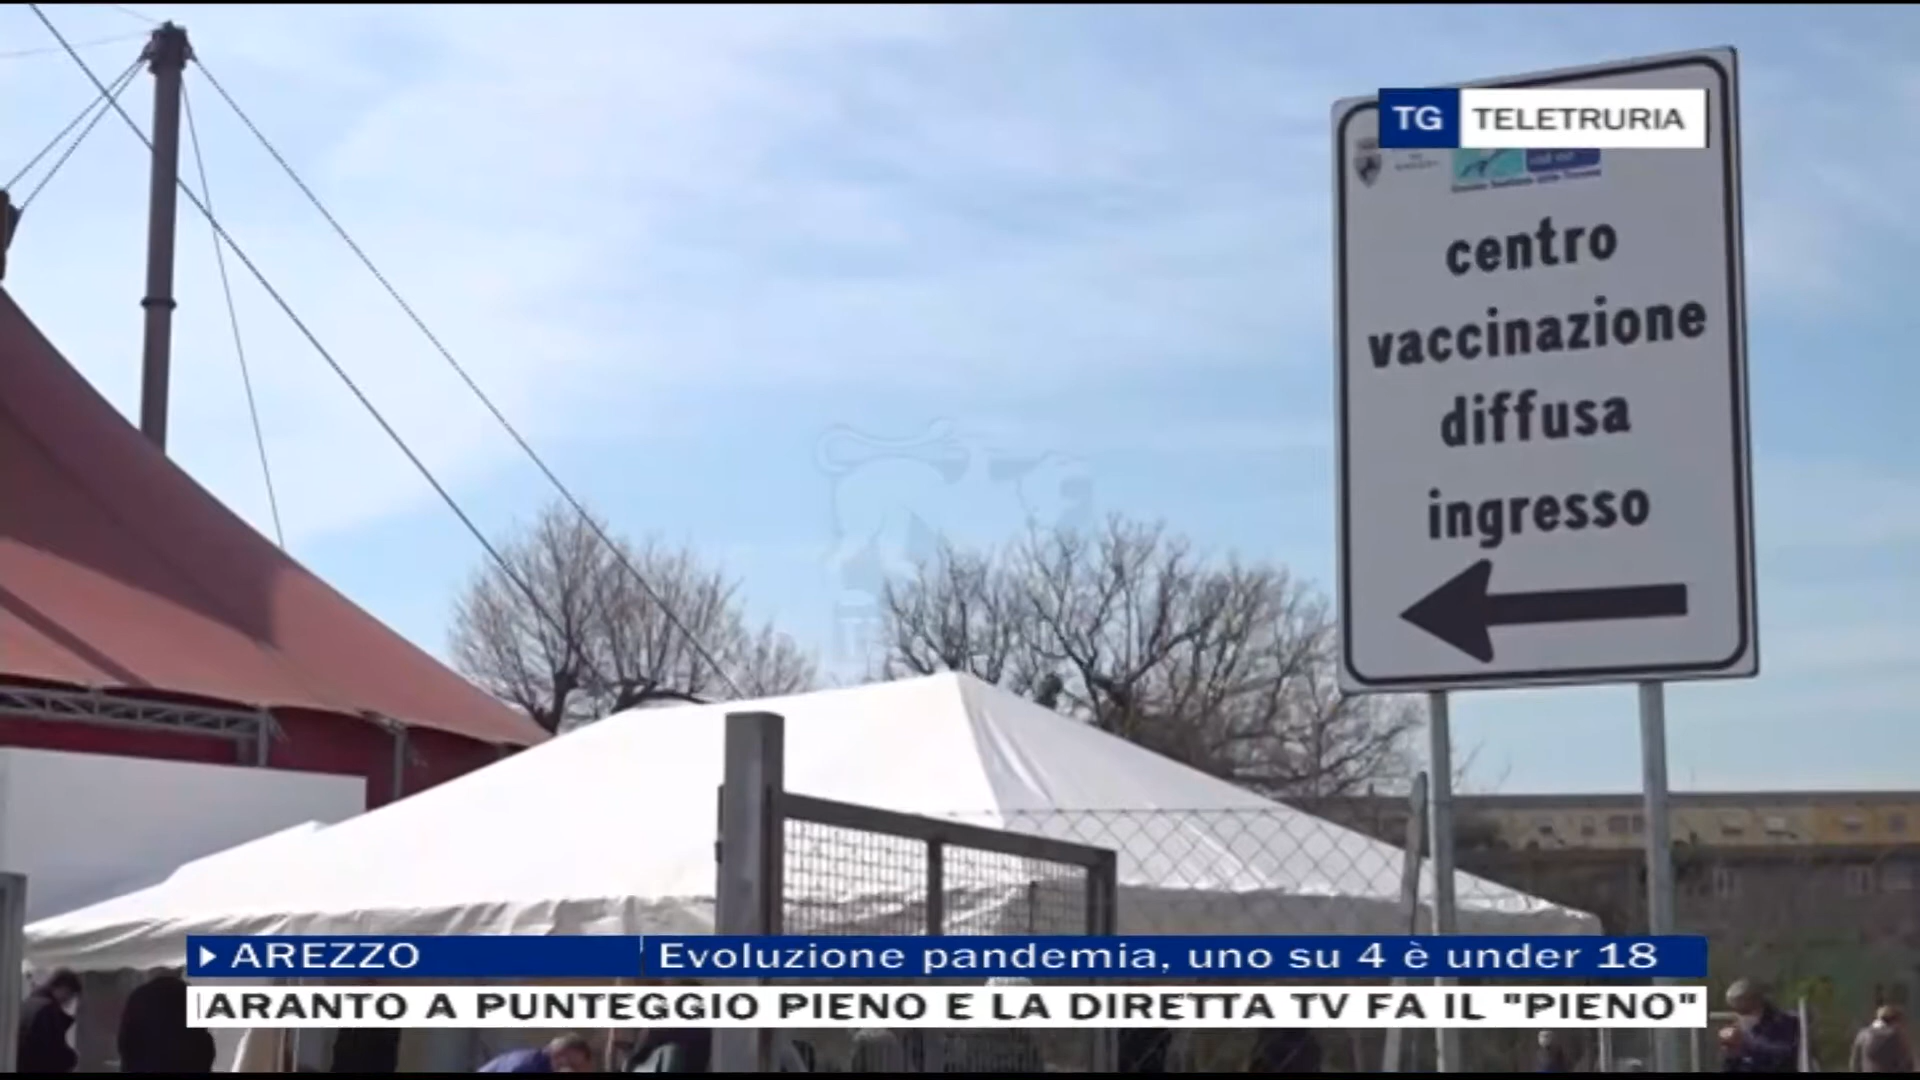 TG TELETRURIA
centro
vaccinazione
diffusa
ingresso
AREZZO Evoluzione pandemia, uno su 4 è under 18
ARANTO A PUNTEGGIO PIENO E LA DIRETTA TV FA IL "PIENO"